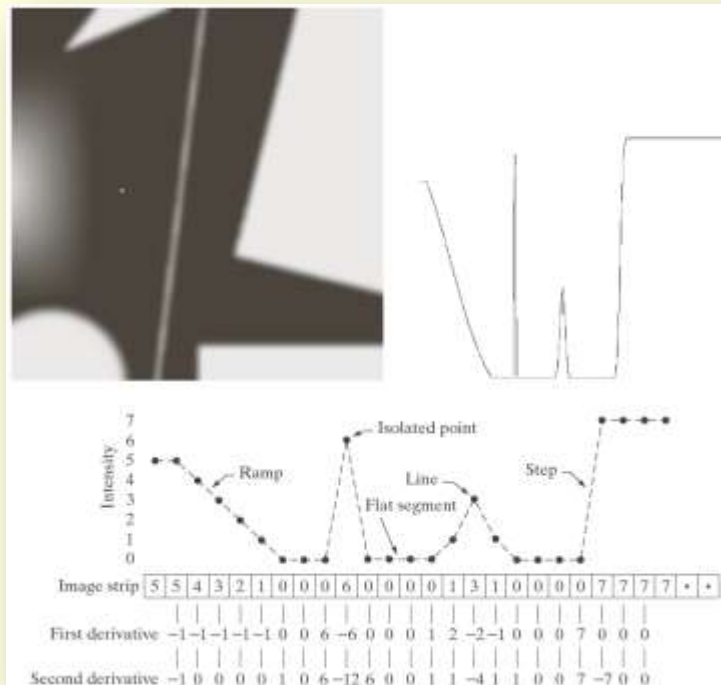 7
6
5
4
3
2
1
0
Intensity
Isolated point
Ramp
Line
Step
Flat segment
Image strip 5 5 4 3 2 1 0 0 0 6 0 0 0 0 1 3 1 0 0 0 0 7 7 7 7 • •
First derivative −1 −1 −1 −1 −1 0 0 6 −6 0 0 0 1 2 −2 −1 0 0 0 7 0 0 0
Second derivative −1 0 0 0 0 1 0 6 −12 6 0 0 1 1 −4 1 1 0 0 7 −7 0 0